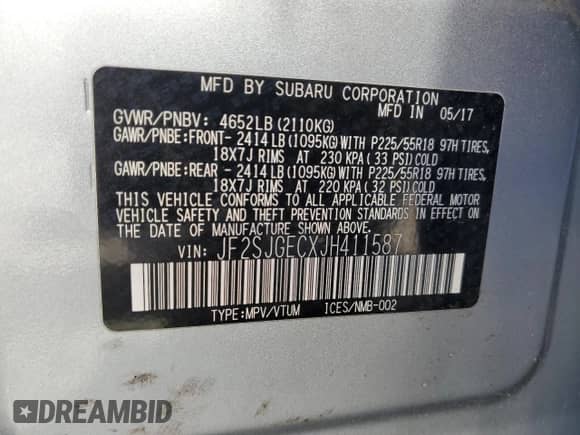 MFD BY SUBARU CORPORATION
MFD IN 05/17
GVWR/PNBV: 4652LB(2110KG)
GAWR/PNBE:FRONT- 2414LB(1095KG)WITH P225/55R18 97H TIRES,
18X7J RIMS AT 230 KPA(33 PSI)COLD
GAWR/PNBE:REAR - 2414LB(1095KG)WITH P225/55R18 97H TIRES,
18X7J RIMS AT 220 KPA(32 PSI)COLD
THIS VEHICLE CONFORMS TO ALL APPLICABLE FEDERAL MOTOR
VEHICLE SAFETY AND THEFT PREVENTION STANDARDS IN EFFECT ON
THE DATE OF MANUFACTURE SHOWN ABOVE.
VIN: JF2SJGECXJH411587
TYPE:MPV/VTUM ICES/NMB-002
DREAMBID